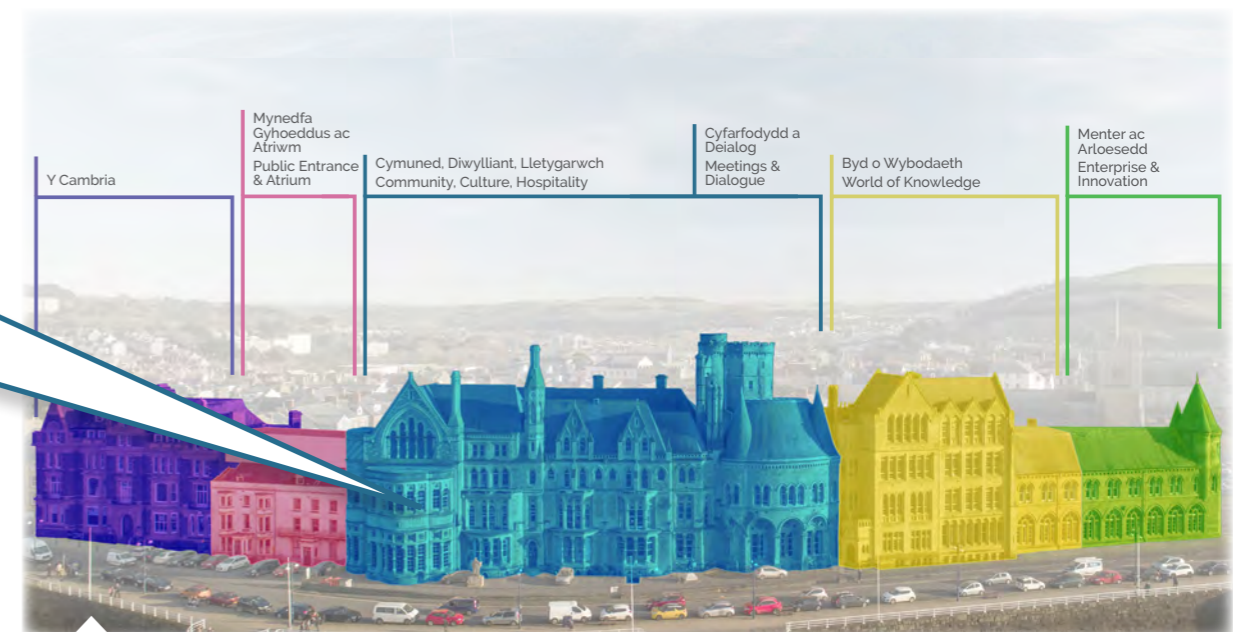 Y Cambria
Mynedfa
Gyhoeddus ac
Atriwm
Public Entrance
& Atrium
Cymuned, Diwylliant, Lletygarwch
Community, Culture, Hospitality
Cyfarfodydd a
Deialog
Meetings &
Dialogue
Byd o Wybodaeth
World of Knowledge
Menter ac
Arloesedd
Enterprise &
Innovation